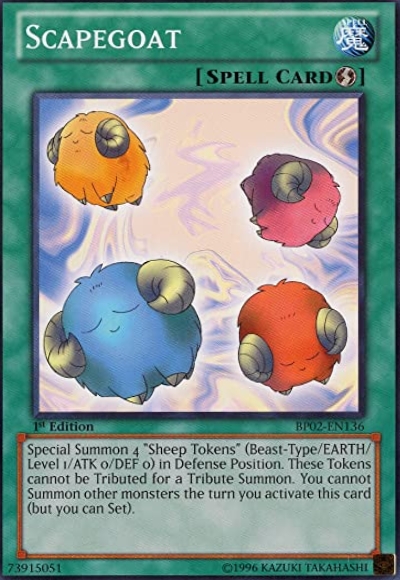 SCAPEGOAT
魔
[SPELL CARD]
1st Edition
BP02-EN136
Special Summon 4 "Sheep Tokens" (Beast-Type/EARTH/
Level 1/ATK 0/DEF 0) in Defense Position. These Tokens
cannot be Tributed for a Tribute Summon. You cannot
Summon other monsters the turn you activate this card
(but you can Set).
73915051
©1996 KAZUKI TAKAHASHI